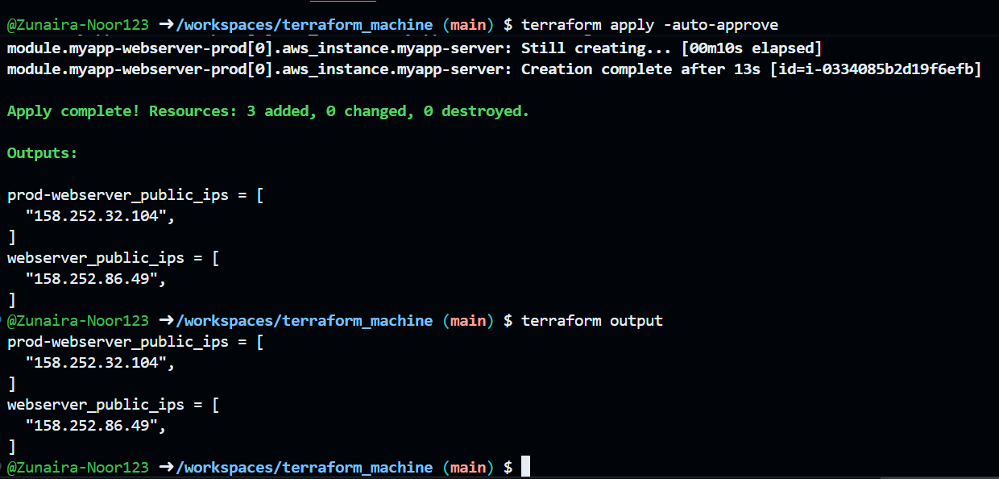 @Zunaira-Noor123 ➜/workspaces/terraform_machine (main) $ terraform apply -auto-approve
module.myapp-webserver-prod[0].aws_instance.myapp-server: Still creating... [00m10s elapsed]
module.myapp-webserver-prod[0].aws_instance.myapp-server: Creation complete after 13s [id=i-0334085b2d19f6efb]
Apply complete! Resources: 3 added, 0 changed, 0 destroyed.
Outputs:
prod-webserver_public_ips = [
  "158.252.32.104",
]
webserver_public_ips = [
  "158.252.86.49",
]
@Zunaira-Noor123 ➜/workspaces/terraform_machine (main) $ terraform output
prod-webserver_public_ips = [
  "158.252.32.104",
]
webserver_public_ips = [
  "158.252.86.49",
]
@Zunaira-Noor123 ➜/workspaces/terraform_machine (main) $